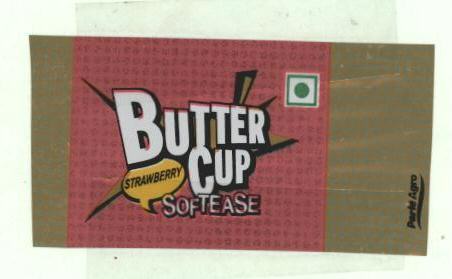 BUTTER
CUP
STRAWBERRY
SOFTEASE
Parle Agro